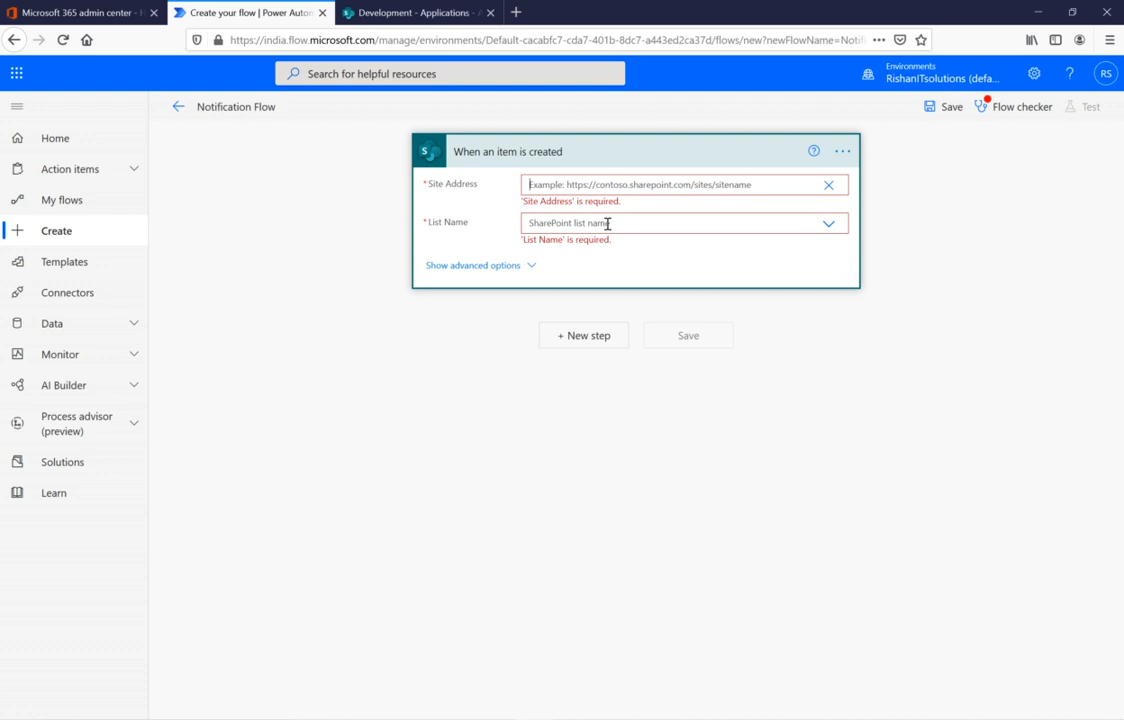 Microsoft 365 admin center - H
Create your flow | Power Autom
Development - Applications - A
https://india.flow.microsoft.com/manage/environments/Default-cacabfc7-cda7-401b-8dc7-a443ed2ca37d/flows/new?newFlowName=Notifi
Search for helpful resources
Environments
RishanITsolutions (defa...
?
RS
Notification Flow
Save
Flow checker
Test
Home
Action items
My flows
Create
Templates
Connectors
Data
Monitor
AI Builder
Process advisor
(preview)
Solutions
Learn
S
When an item is created
?
...
* Site Address
Example: https://contoso.sharepoint.com/sites/sitename
'Site Address' is required.
* List Name
SharePoint list name
'List Name' is required.
Show advanced options
+ New step
Save